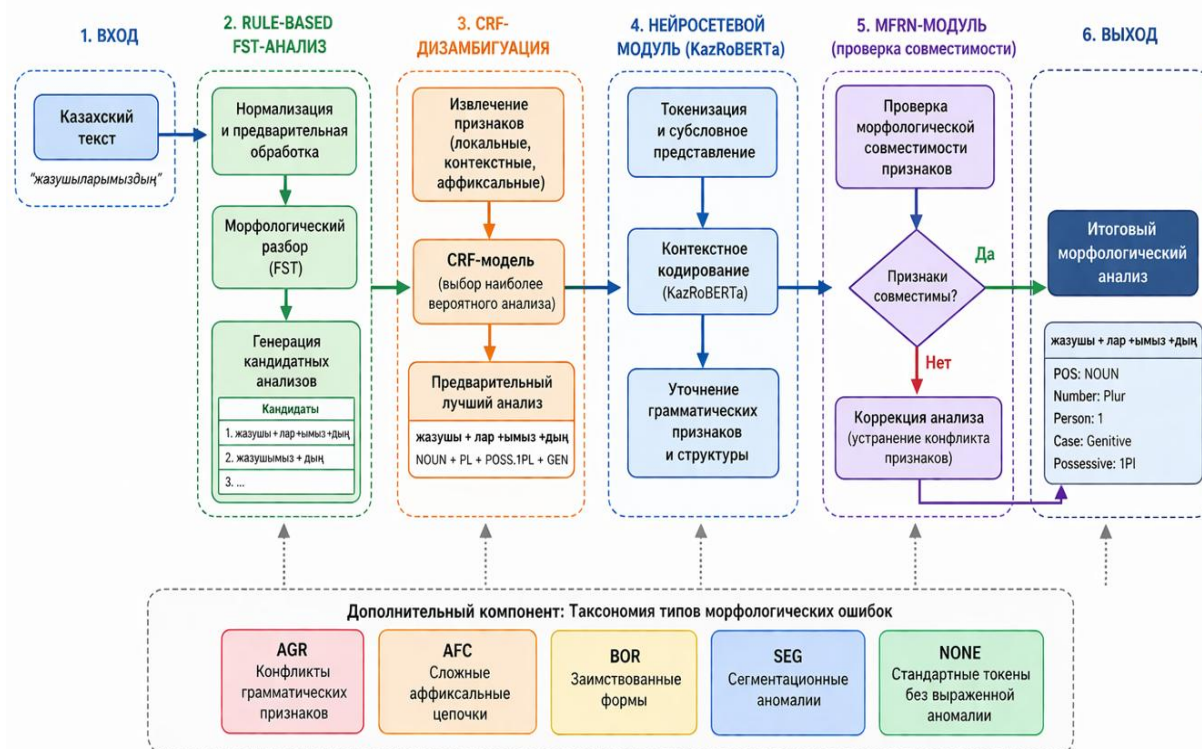 1. ВХОД
Казахский
текст
"жазушыларымыздың"
2. RULE-BASED
FST-АНАЛИЗ
Нормализация
и предварительная
обработка
Морфологический
разбор
(FST)
Генерация
кандидатных
анализов
Кандидаты
1. жазушы + лар +ымыз +дың
2. жазушымыз + дың
3. ...
3. CRF-
ДИЗАМБИГУАЦИЯ
Извлечение
признаков
(локальные,
контекстные,
аффиксальные)
CRF-модель
(выбор наиболее
вероятного анализа)
Предварительный
лучший анализ
жазушы + лар +ымыз +дың
NOUN + PL + POSS.1PL + GEN
4. НЕЙРОСЕТЕВОЙ
МОДУЛЬ (KazRoBERTa)
Токенизация
и субсловное
представление
Контекстное
кодирование
(KazRoBERTa)
Уточнение
грамматических
признаков
и структуры
5. MFRN-МОДУЛЬ
(проверка совместимости)
Проверка
морфологической
совместимости
признаков
Признаки
совместимы?
Да
Нет
Коррекция анализа
(устранение конфликта
признаков)
6. ВЫХОД
Итоговый
морфологический
анализ
жазушы + лар +ымыз +дың
POS: NOUN
Number: Plur
Person: 1
Case: Genitive
Possessive: 1Pl
Дополнительный компонент: Таксономия типов морфологических ошибок
AGR
Конфликты
грамматических
признаков
AFC
Сложные
аффиксальные
цепочки
BOR
Заимствованные
формы
SEG
Сегментационные
аномалии
NONE
Стандартные токены
без выраженной
аномалии